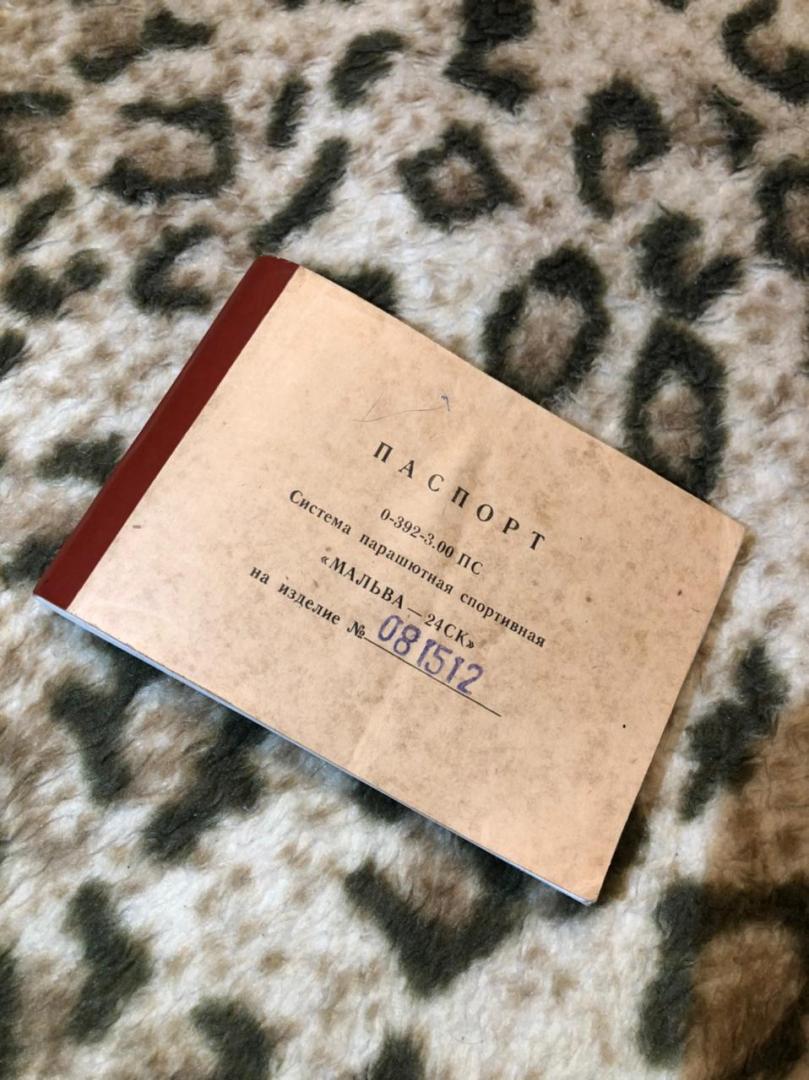 ПАСПОРТ
0-392-3.00 ПС
Система парашютная спортивная
«МАЛЬВА—24СК»
на изделие № 081512